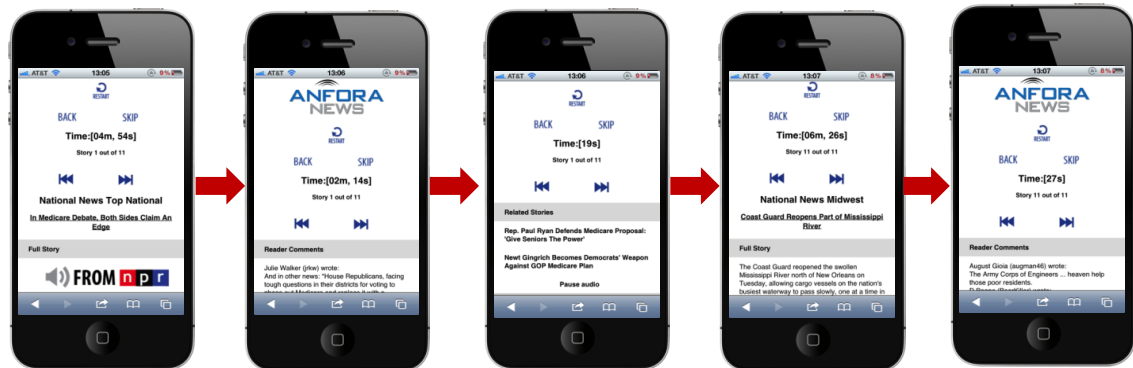 AT&T 13:05 9%
RESTART
BACK SKIP
Time:[04m, 54s]
Story 1 out of 11
National News Top National
In Medicare Debate, Both Sides Claim An
Edge
Full Story
FROM npr
AT&T 13:06 9%
ANFORA
NEWS
RESTART
BACK SKIP
Time:[02m, 14s]
Story 1 out of 11
Reader Comments
Julie Walker (jrkw) wrote:
And in other news: "House Republicans, facing
tough questions in their districts for voting to
AT&T 13:06 9%
RESTART
BACK SKIP
Time:[19s]
Story 1 out of 11
Related Stories
Rep. Paul Ryan Defends Medicare Proposal:
'Give Seniors The Power'
Newt Gingrich Becomes Democrats' Weapon
Against GOP Medicare Plan
Pause audio
AT&T 13:07 8%
RESTART
BACK SKIP
Time:[06m, 26s]
Story 11 out of 11
National News Midwest
Coast Guard Reopens Part of Mississippi
River
Full Story
The Coast Guard reopened the swollen
Mississippi River north of New Orleans on
Tuesday, allowing cargo vessels on the nation's
busiest waterway to pass slowly, one at a time in
AT&T 13:07 8%
ANFORA
NEWS
RESTART
BACK SKIP
Time:[27s]
Story 11 out of 11
Reader Comments
August Gioia (augman46) wrote:
The Army Corps of Engineers ... heaven help
those poor residents.